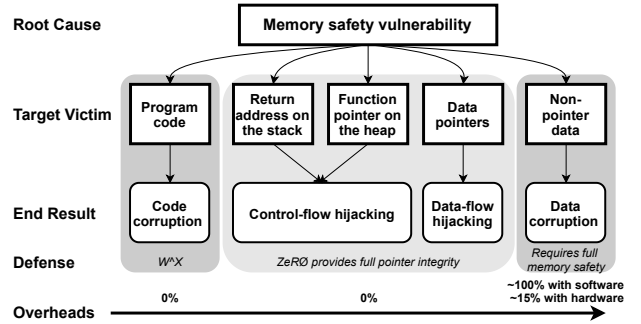 Root Cause
Memory safety vulnerability
Target Victim
Program
code
Return
address on
the stack
Function
pointer on
the heap
Data
pointers
Non-
pointer
data
End Result
Code
corruption
Control-flow hijacking
Data-flow
hijacking
Data
corruption
Defense
W^X
ZeRØ provides full pointer integrity
Requires full
memory safety
Overheads
0%
0%
~100% with software
~15% with hardware